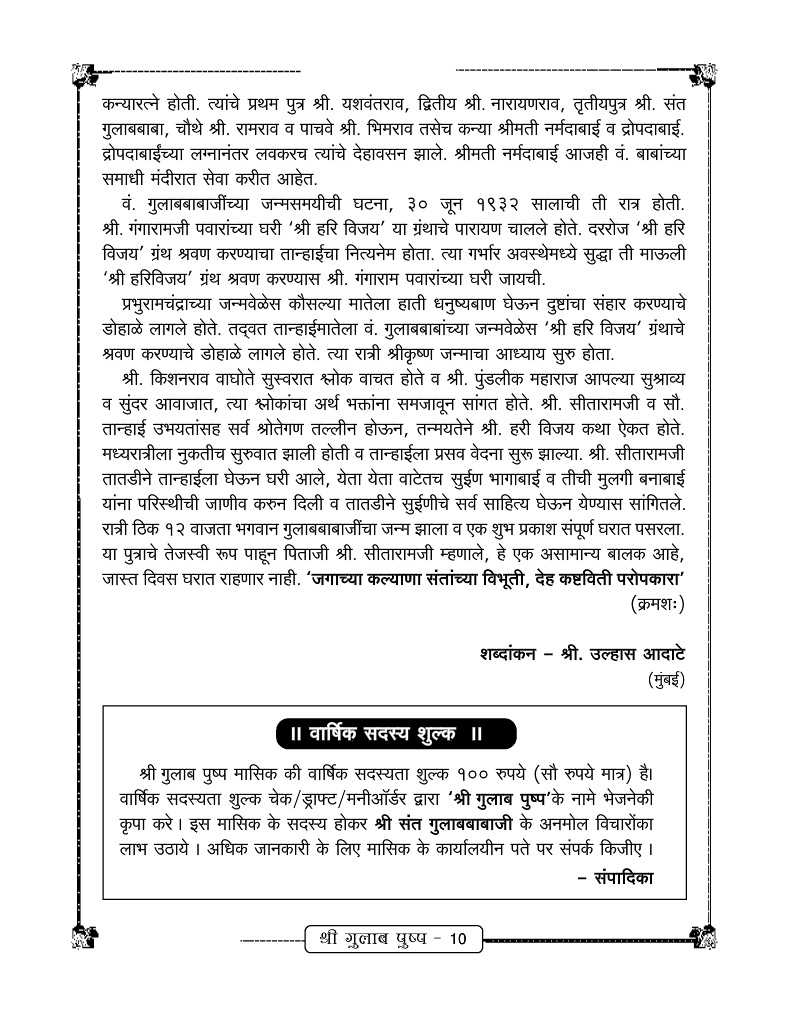 कन्यारत्ने होती. त्यांचे प्रथम पुत्र श्री. यशवंतराव, द्वितीय श्री. नारायणराव, तृतीयपुत्र श्री. संत
गुलाबबाबा, चौथे श्री. रामराव व पाचवे श्री. भिमराव तसेच कन्या श्रीमती नर्मदाबाई व द्रोपदाबाई.
द्रोपदाबाईंच्या लग्नानंतर लवकरच त्यांचे देहावसन झाले. श्रीमती नर्मदाबाई आजही वं. बाबांच्या
समाधी मंदीरात सेवा करीत आहेत.
वं. गुलाबबाबाजींच्या जन्मसमयीची घटना, ३० जून १९३२ सालाची ती रात्र होती.
श्री. गंगारामजी पवारांच्या घरी ‘श्री हरि विजय’ या ग्रंथाचे पारायण चालले होते. दररोज ‘श्री हरि
विजय’ ग्रंथ श्रवण करण्याचा तान्हाईचा नित्यनेम होता. त्या गर्भार अवस्थेमध्ये सुद्धा ती माऊली
‘श्री हरिविजय’ ग्रंथ श्रवण करण्यास श्री. गंगाराम पवारांच्या घरी जायची.
प्रभुरामचंद्राच्या जन्मवेळेस कौसल्या मातेला हाती धनुष्यबाण घेऊन दुष्टांचा संहार करण्याचे
डोहाळे लागले होते. तद्‌वत तान्हाईमातेला वं. गुलाबबाबांच्या जन्मवेळेस ‘श्री हरि विजय’ ग्रंथाचे
श्रवण करण्याचे डोहाळे लागले होते. त्या रात्री श्रीकृष्ण जन्माचा आध्याय सुरु होता.
श्री. किशनराव वाघोते सुस्वरात श्लोक वाचत होते व श्री. पुंडलीक महाराज आपल्या सुश्राव्य
व सुंदर आवाजात, त्या श्लोकांचा अर्थ भक्तांना समजावून सांगत होते. श्री. सीतारामजी व सौ.
तान्हाई उभयतांसह सर्व श्रोतेगण तल्लीन होऊन, तन्मयतेने श्री. हरी विजय कथा ऐकत होते.
मध्यरात्रीला नुकतीच सुरुवात झाली होती व तान्हाईला प्रसव वेदना सुरू झाल्या. श्री. सीतारामजी
तातडीने तान्हाईला घेऊन घरी आले, येता येता वाटेतच सुईण भागाबाई व तीची मुलगी बनाबाई
यांना परिस्थीची जाणीव करुन दिली व तातडीने सुईणीचे सर्व साहित्य घेऊन येण्यास सांगितले.
रात्री ठिक १२ वाजता भगवान गुलाबबाबाजींचा जन्म झाला व एक शुभ प्रकाश संपूर्ण घरात पसरला.
या पुत्राचे तेजस्वी रूप पाहून पिताजी श्री. सीतारामजी म्हणाले, हे एक असामान्य बालक आहे,
जास्त दिवस घरात राहणार नाही. ‘जगाच्या कल्याणा संतांच्या विभूती, देह कष्टविती परोपकारा’
(क्रमशः)
शब्दांकन – श्री. उल्हास आदाटे
(मुंबई)
॥ वार्षिक सदस्य शुल्क ॥
श्री गुलाब पुष्प मासिक की वार्षिक सदस्यता शुल्क १०० रुपये (सौ रुपये मात्र) है।
वार्षिक सदस्यता शुल्क चेक/ड्राफ्ट/मनीऑर्डर द्वारा ‘श्री गुलाब पुष्प’के नामे भेजनेकी
कृपा करे । इस मासिक के सदस्य होकर श्री संत गुलाबबाबाजी के अनमोल विचारोंका
लाभ उठाये । अधिक जानकारी के लिए मासिक के कार्यालयीन पते पर संपर्क किजीए ।
– संपादिका
श्री गुलाब पुष्प - 10